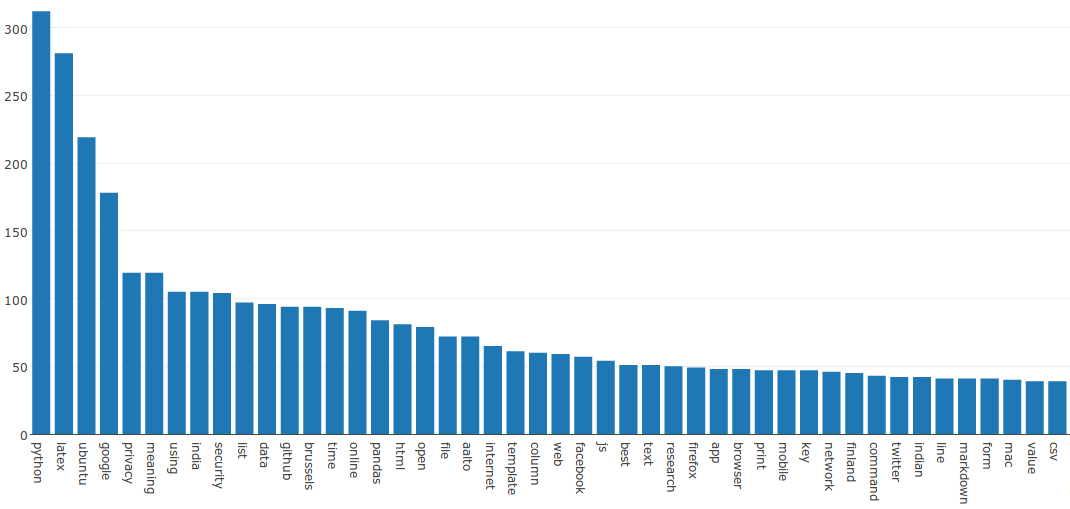 300
250
200
150
100
50
0
python
latex
ubuntu
google
privacy
meaning
using
india
security
list
data
github
brussels
time
online
pandas
html
open
file
aalto
internet
template
column
web
facebook
js
best
text
research
firefox
app
browser
print
mobile
key
network
finland
command
twitter
indian
line
markdown
form
mac
value
csv